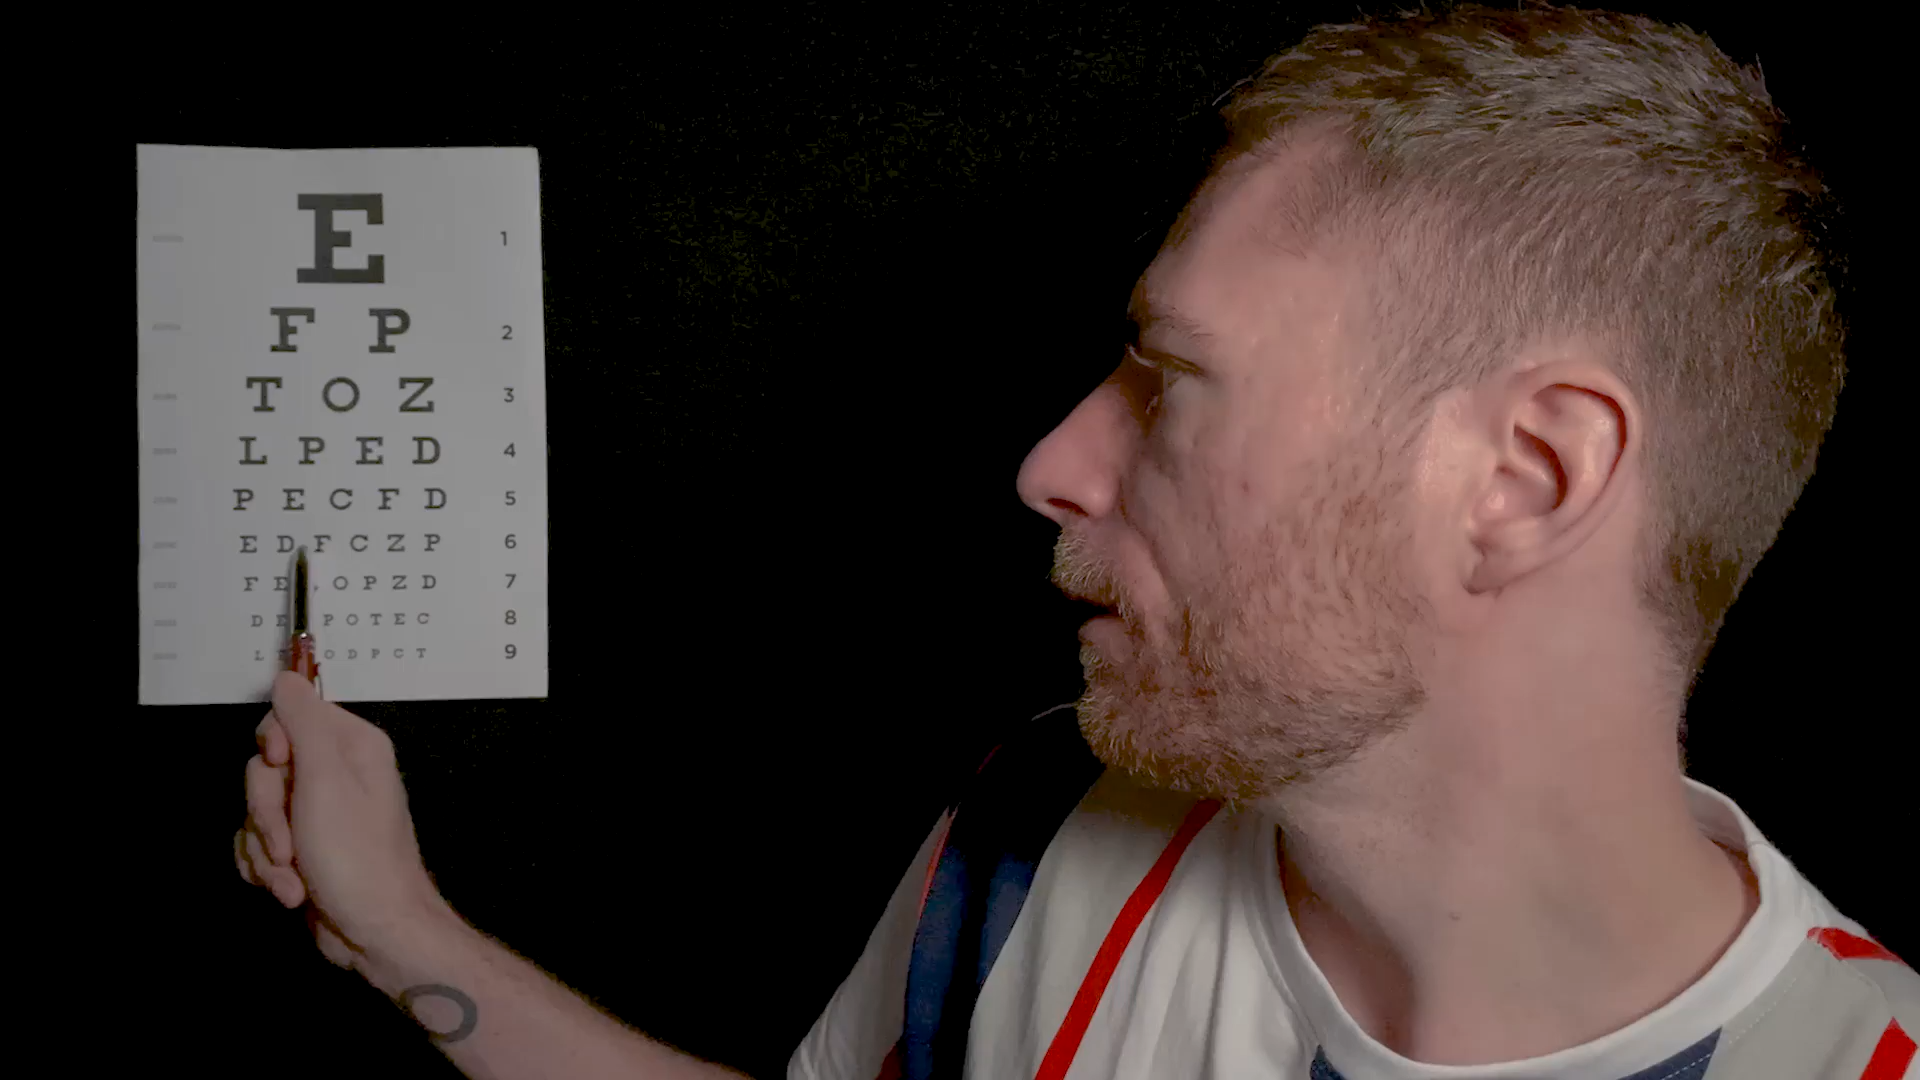 E 1
F P 2
T O Z 3
L P E D 4
P E C F D 5
E D F C Z P 6
F E O P Z D 7
D E P O T E C 8
L O D P C T 9